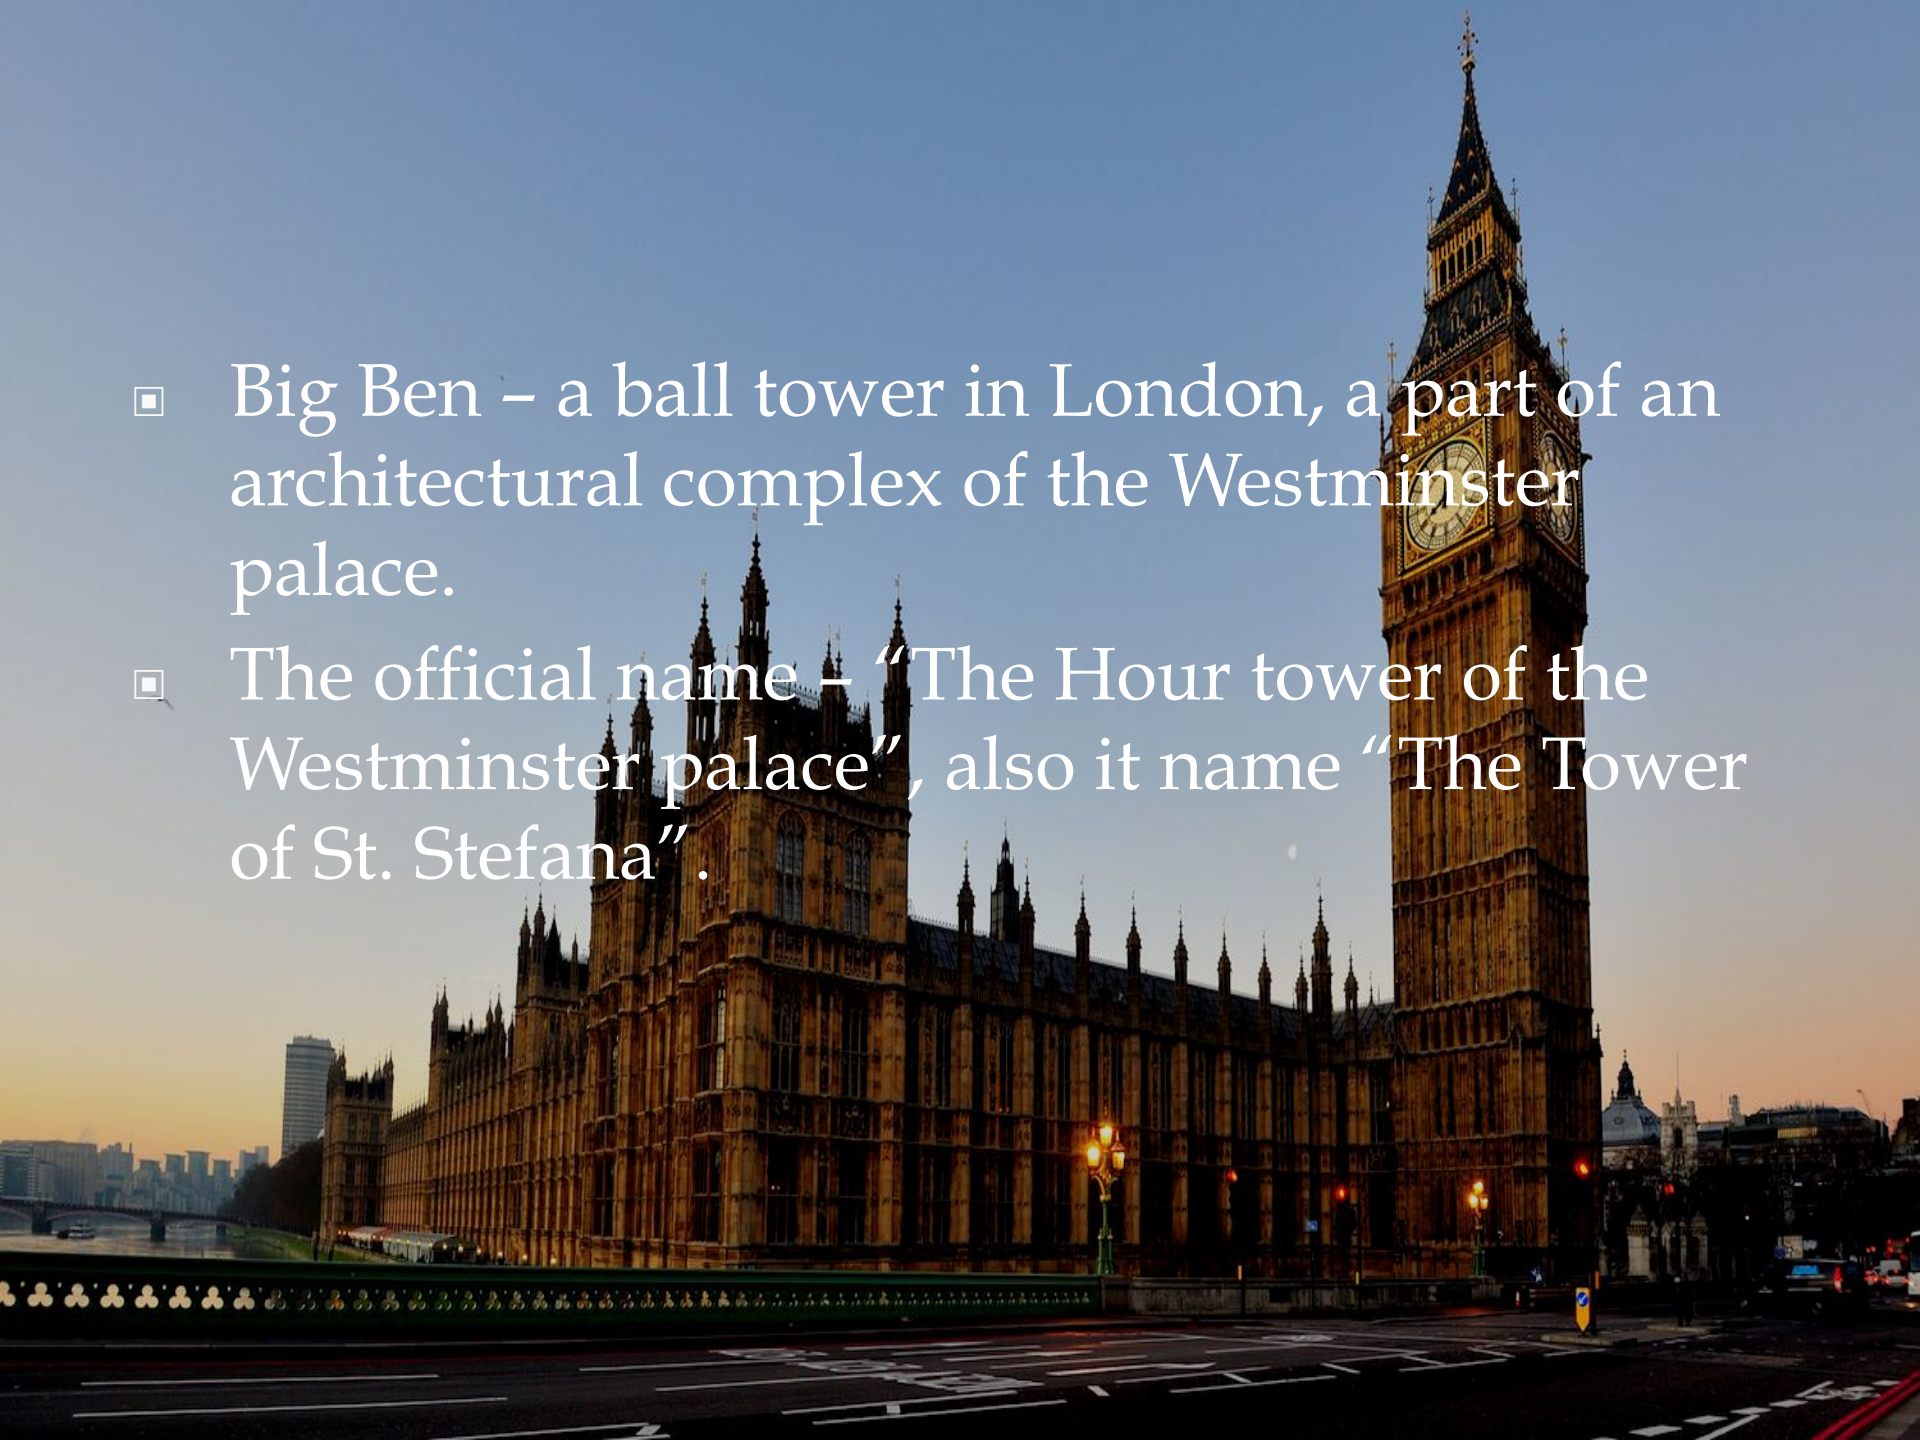 Big Ben – a ball tower in London, a part of an
architectural complex of the Westminster
palace.
The official name – “The Hour tower of the
Westminster palace”, also it name “The Tower
of St. Stefana”.